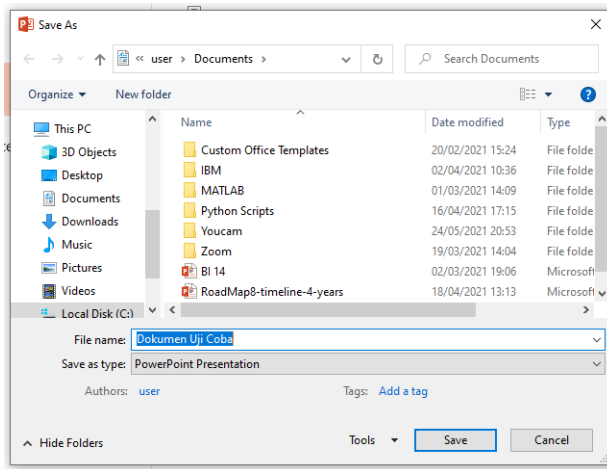 Save As
« user > Documents >
Search Documents
Organize
New folder
This PC
3D Objects
Desktop
Documents
Downloads
Music
Pictures
Videos
Local Disk (C:)
Name Date modified Type
Custom Office Templates 20/02/2021 15:24 File folde
IBM 02/04/2021 10:36 File folde
MATLAB 01/03/2021 14:09 File folde
Python Scripts 16/04/2021 17:15 File folde
Youcam 24/05/2021 20:53 File folde
Zoom 19/03/2021 14:04 File folde
BI 14 02/03/2021 19:06 Microsoft
RoadMap8-timeline-4-years 18/04/2021 13:13 Microsoft
File name: Dokumen Uji Coba
Save as type: PowerPoint Presentation
Authors: user Tags: Add a tag
Hide Folders Tools Save Cancel